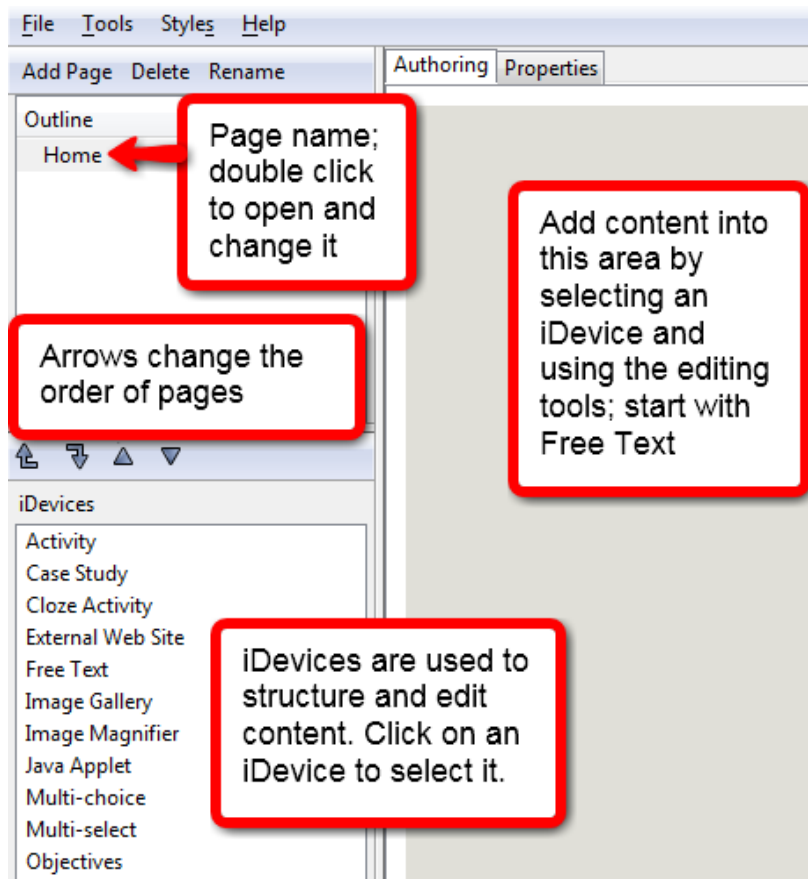 File Tools Styles Help
Add Page Delete Rename
Authoring Properties
Outline
Home
Page name;
double click
to open and
change it
Add content into
this area by
selecting an
iDevice and
using the editing
tools; start with
Free Text
Arrows change the
order of pages
iDevices
Activity
Case Study
Cloze Activity
External Web Site
Free Text
Image Gallery
Image Magnifier
Java Applet
Multi-choice
Multi-select
Objectives
iDevices are used to
structure and edit
content. Click on an
iDevice to select it.